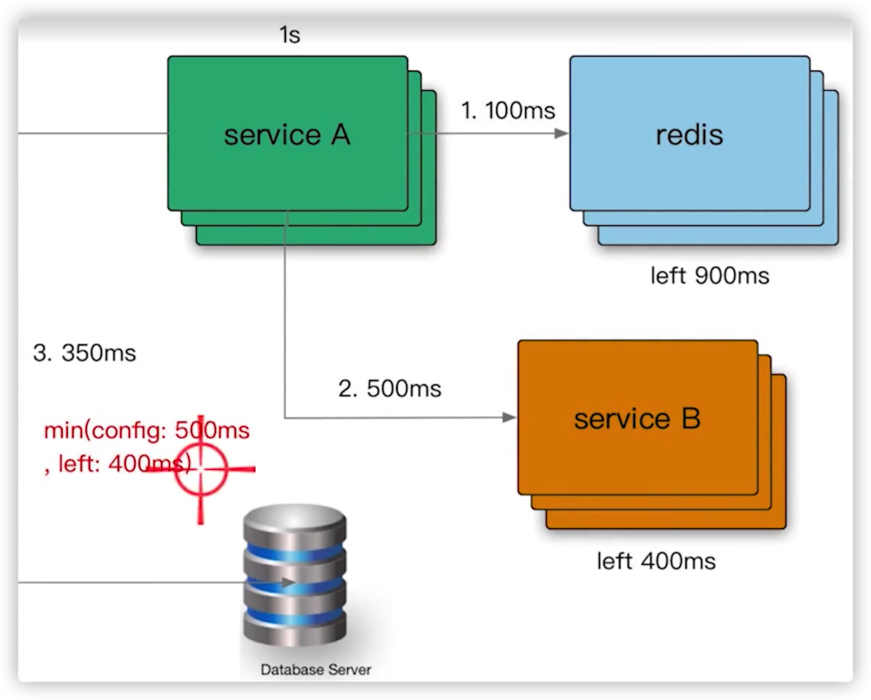 1s
service A
1. 100ms
redis
left 900ms
3. 350ms
2. 500ms
min(config: 500ms
, left: 400ms)
service B
left 400ms
Database Server